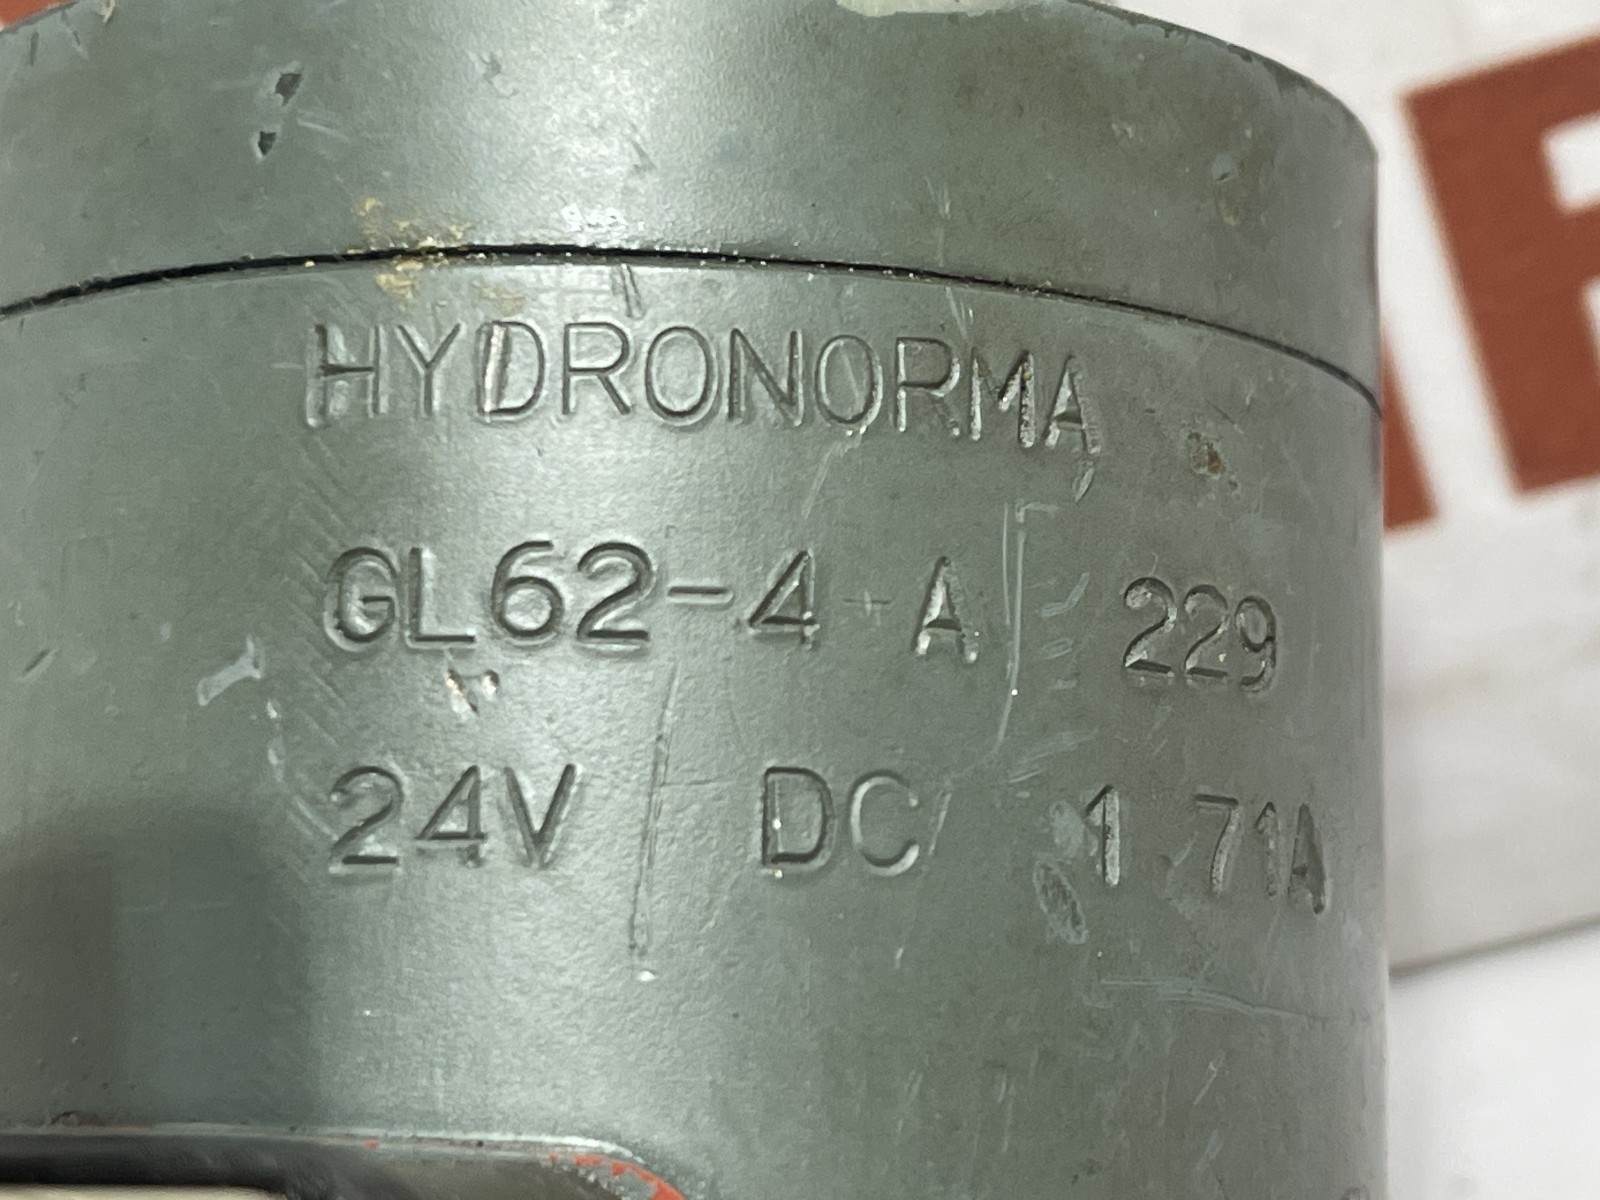 HYDRONORMA
GL62-4-A 229
24V DC 1 71A